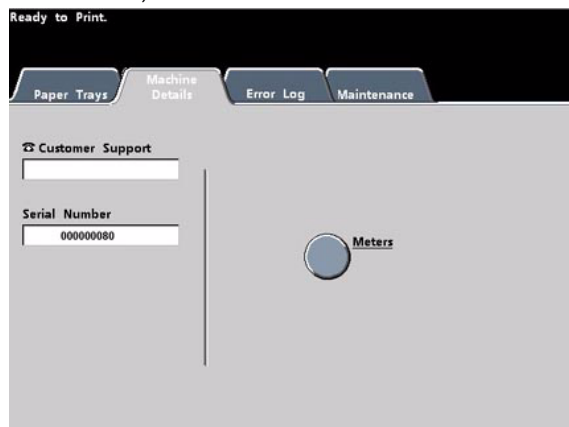 Ready to Print.
Paper Trays
Machine
Details
Error Log
Maintenance
☎ Customer Support
Serial Number
000000080
Meters